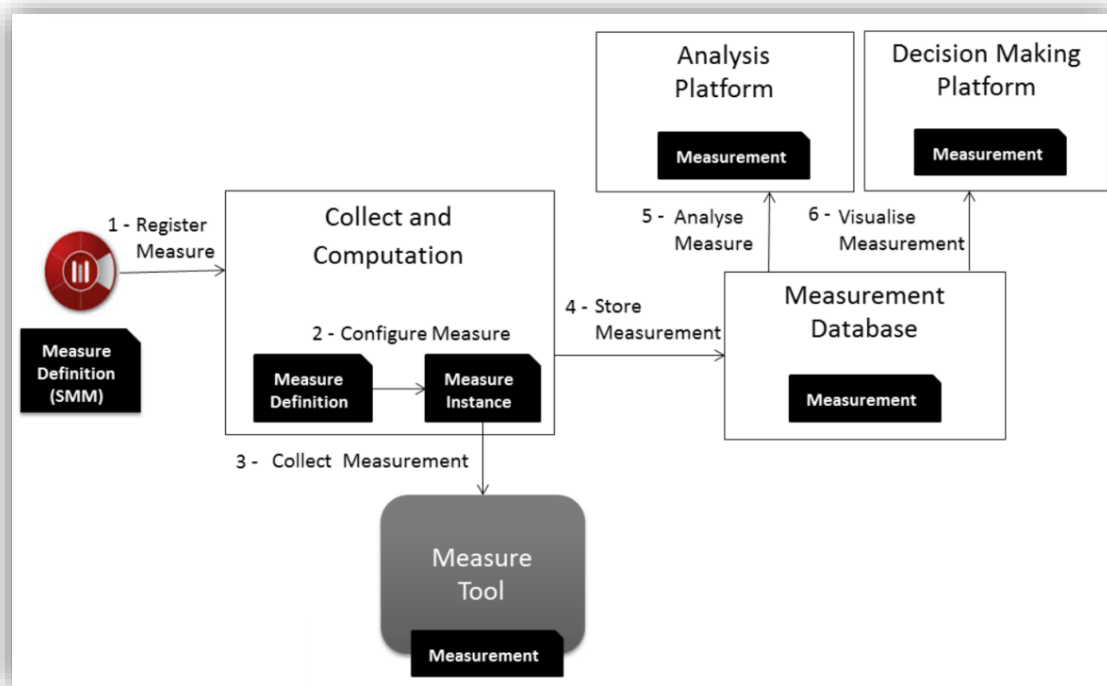 Analysis
Platform
Measurement
Decision Making
Platform
Measurement
1 - Register
Measure
Measure
Definition
(SMM)
Collect and
Computation
2 - Configure Measure
Measure
Definition
Measure
Instance
3 - Collect Measurement
Measure
Tool
Measurement
4 - Store
Measurement
5 - Analyse
Measure
6 - Visualise
Measurement
Measurement
Database
Measurement